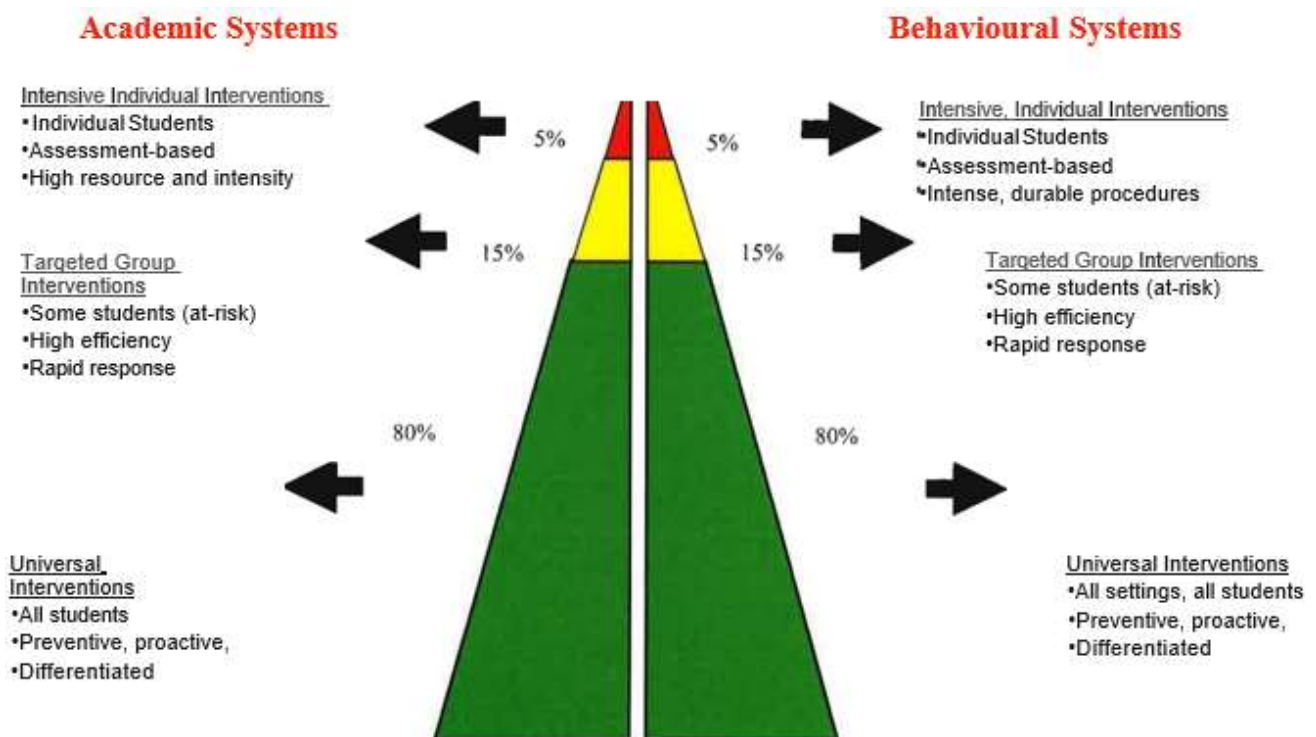 Academic Systems
Behavioural Systems
Intensive Individual Interventions
•Individual Students
•Assessment-based
•High resource and intensity
5%
5%
Intensive, Individual Interventions
•Individual Students
•Assessment-based
•Intense, durable procedures
Targeted Group
Interventions
•Some students (at-risk)
•High efficiency
•Rapid response
15%
15%
Targeted Group Interventions
•Some students (at-risk)
•High efficiency
•Rapid response
80%
80%
Universal
Interventions
•All students
•Preventive, proactive,
•Differentiated
Universal Interventions
•All settings, all students
•Preventive, proactive,
•Differentiated